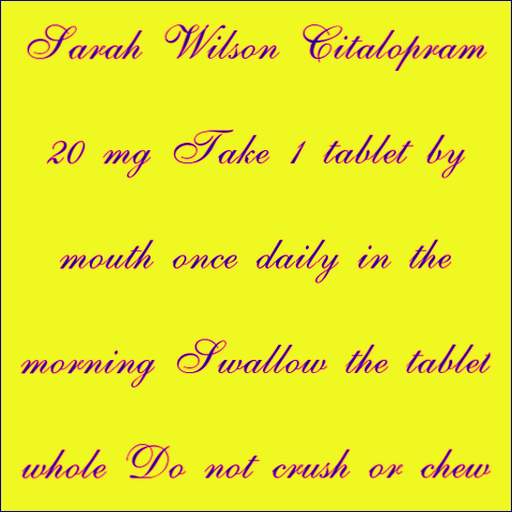 Sarah Wilson Citalopram
20 mg Take 1 tablet by
mouth once daily in the
morning Swallow the tablet
whole Do not crush or chew